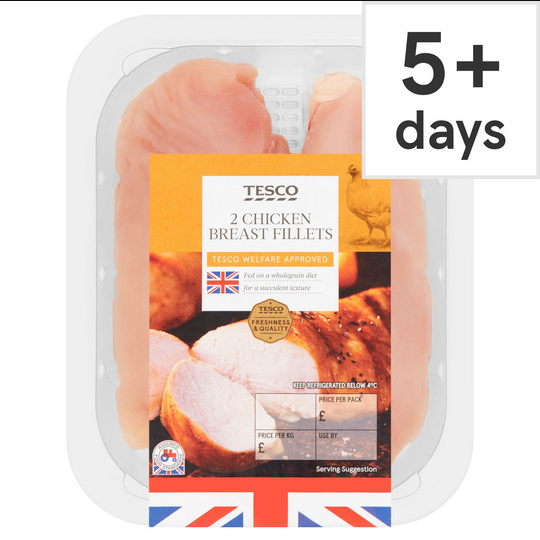 5+
days
TESCO
2 CHICKEN
BREAST FILLETS
TESCO WELFARE APPROVED
Fed on a wholegrain diet
for a succulent texture
TESCO
FRESHNESS
& QUALITY
KEEP REFRIGERATED BELOW 4°C
PRICE PER PACK
£
PRICE PER KG
£
USE BY
Serving Suggestion